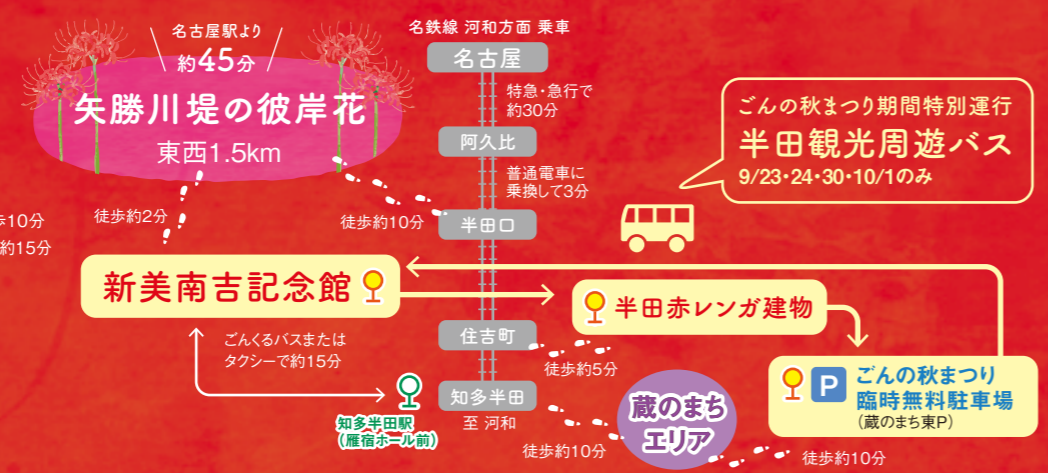 名古屋駅より
約45分
矢勝川堤の彼岸花
東西1.5km
徒歩約2分
歩10分
約15分
名鉄線 河和方面 乗車
名古屋
特急・急行で
約30分
阿久比
普通電車に
乗換して3分
徒歩約10分
半田口
ごんの秋まつり期間特別運行
半田観光周遊バス
9/23・24・30・10/1のみ
新美南吉記念館
半田赤レンガ建物
ごんくるバスまたは
タクシーで約15分
住吉町
徒歩約5分
知多半田
至 河和
知多半田駅
（雁宿ホール前）
徒歩約10分
蔵のまち
エリア
徒歩約10分
P
ごんの秋まつり
臨時無料駐車場
（蔵のまち東P）